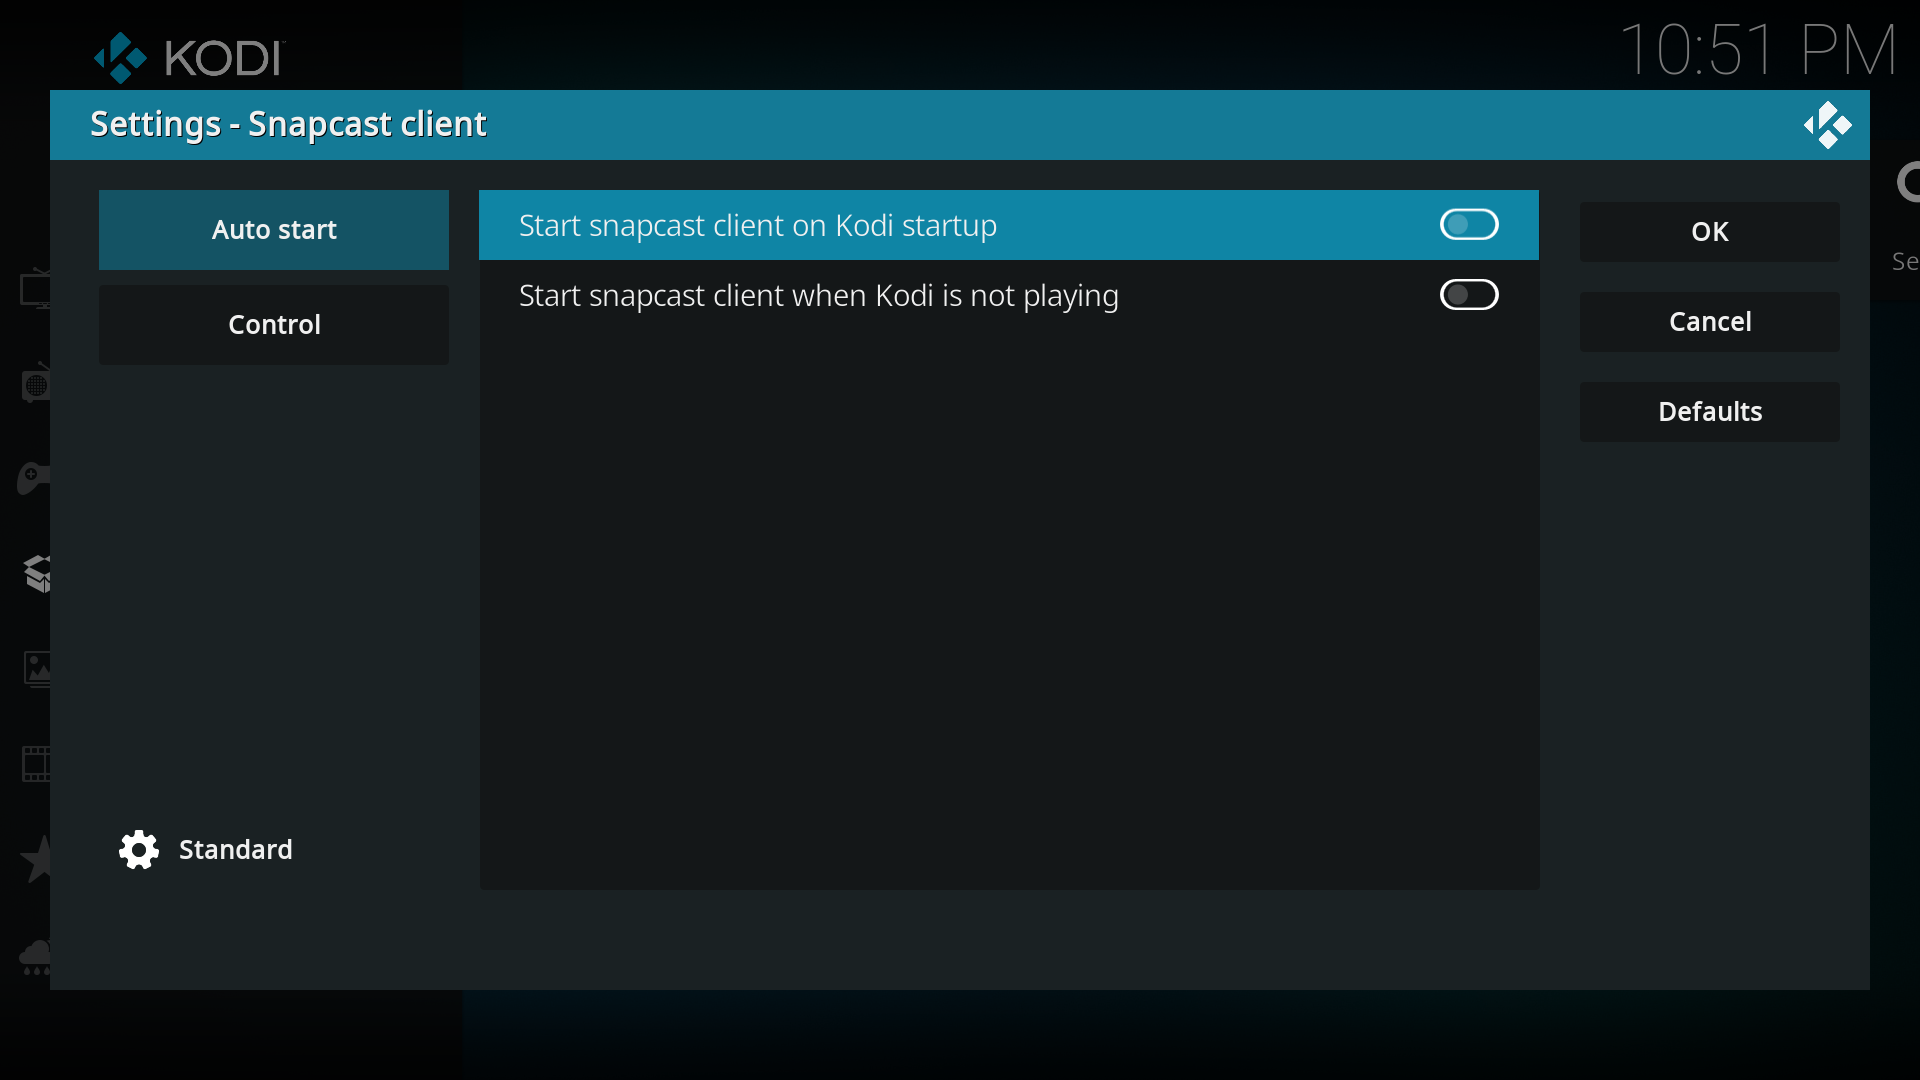 KODI
10:51 PM
Settings - Snapcast client
Auto start
Control
Start snapcast client on Kodi startup
Start snapcast client when Kodi is not playing
OK
Cancel
Defaults
Se
Standard